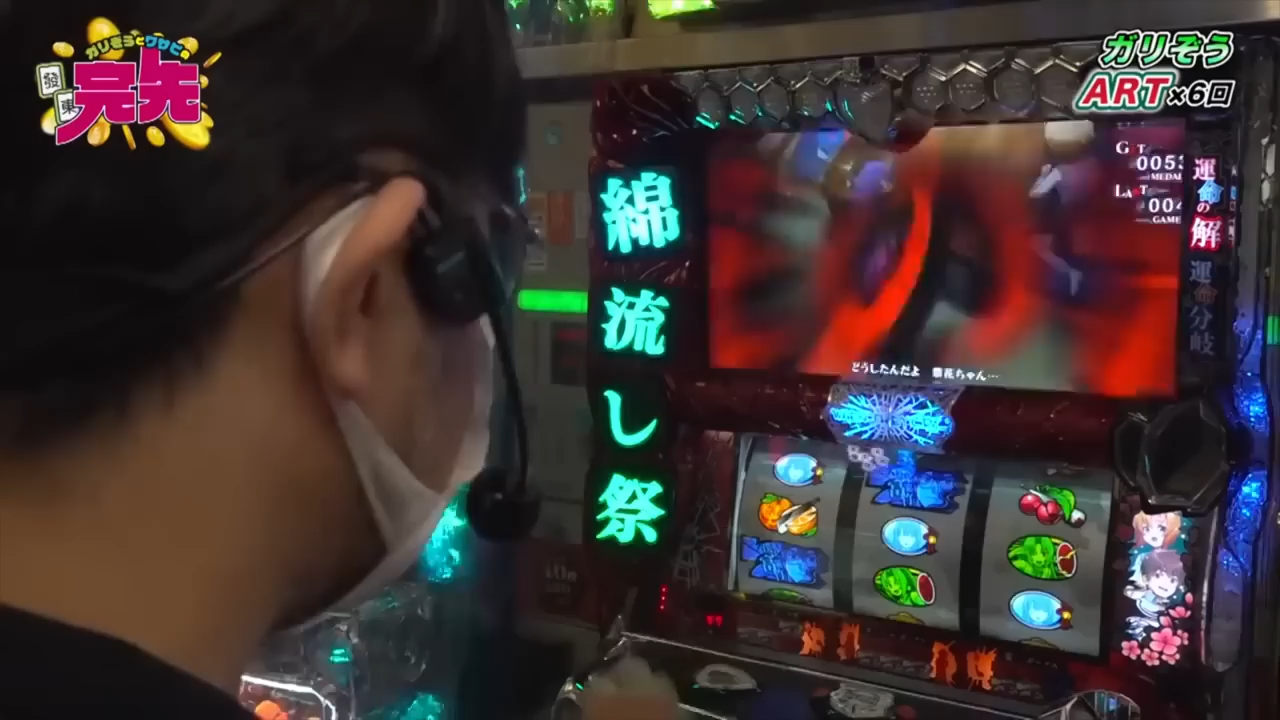 ガリぞうとワサビの
發
東
完先
ガリぞう
ART×6回
綿流し祭
0053
MEDAL
004
GAME
運命の解
運命分岐
どうしたんだよ 梨花ちゃん…